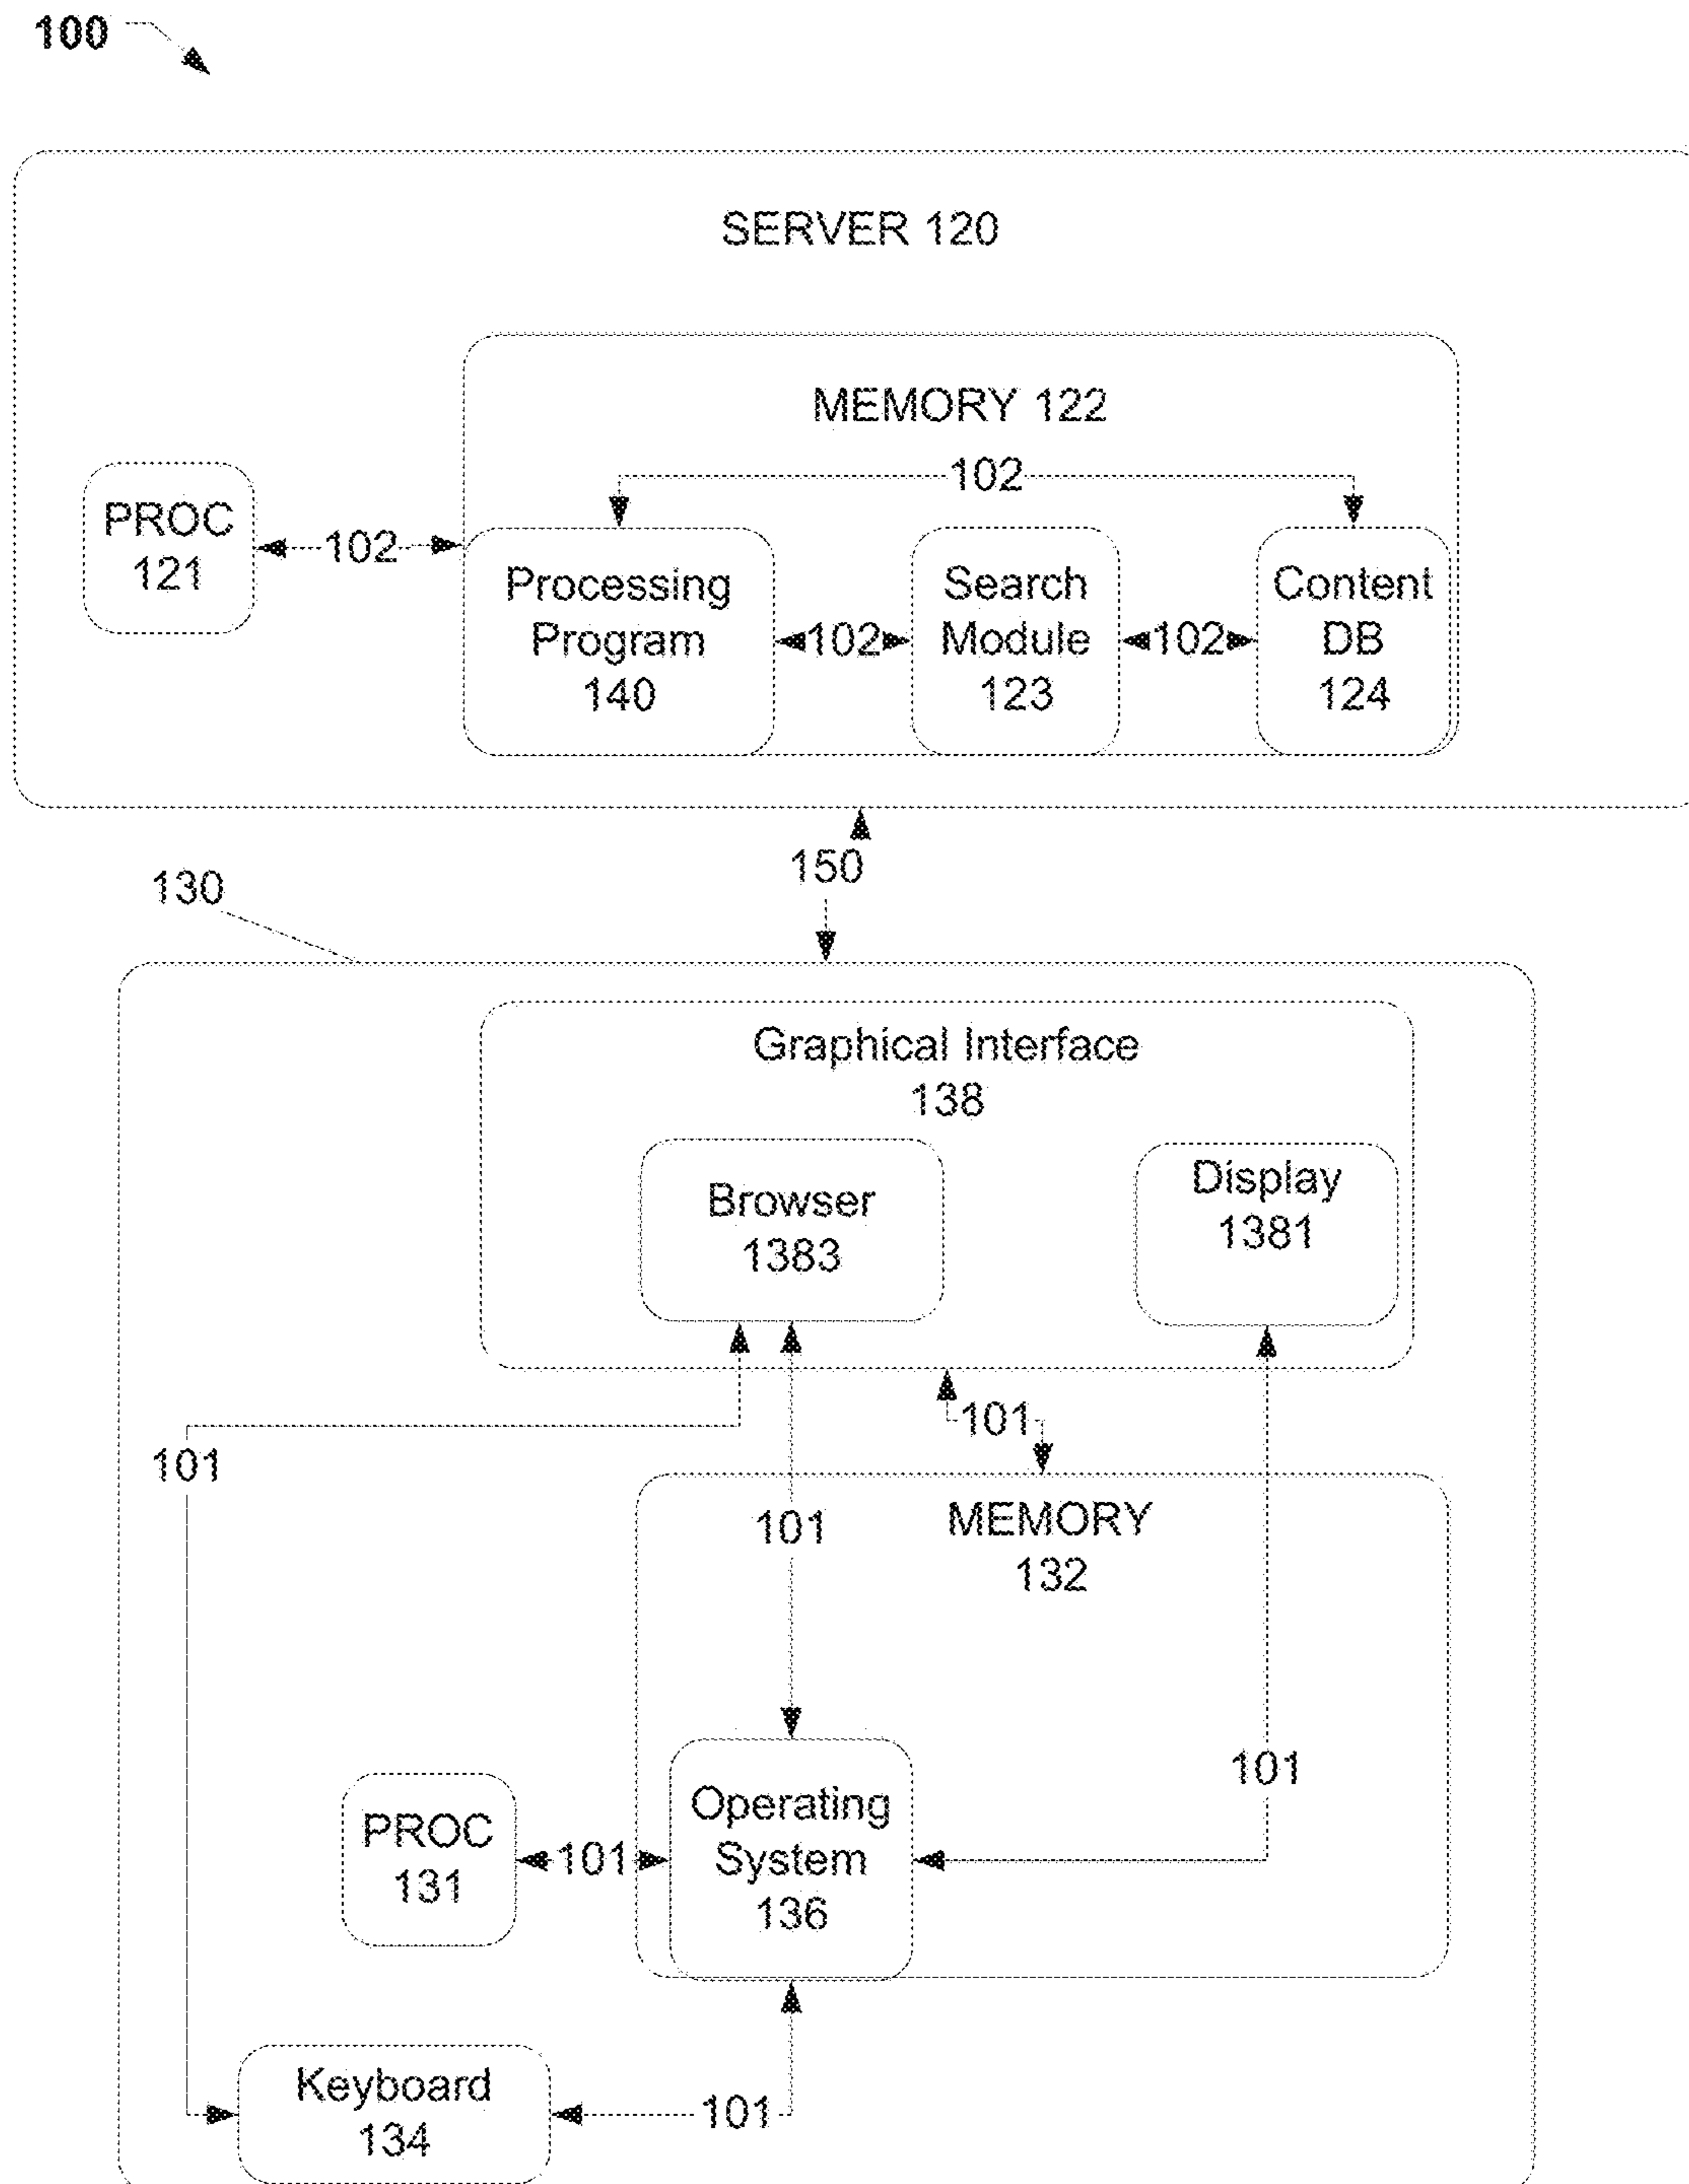 100
SERVER 120
MEMORY 122
102
PROC
121
102
Processing
Program
140
102
Search
Module
123
102
Content
DB
124
150
130
Graphical Interface
138
Browser
1383
Display
1381
101
101
101
MEMORY
132
101
PROC
131
101
Operating
System
136
Keyboard
134
101